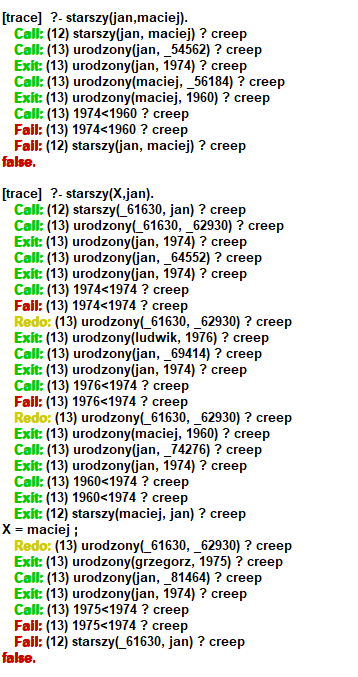 [trace]  ?- starszy(jan,maciej).
Call: (12) starszy(jan, maciej) ? creep
Call: (13) urodzony(jan, _54562) ? creep
Exit: (13) urodzony(jan, 1974) ? creep
Call: (13) urodzony(maciej, _56184) ? creep
Exit: (13) urodzony(maciej, 1960) ? creep
Call: (13) 1974<1960 ? creep
Fail: (13) 1974<1960 ? creep
Fail: (12) starszy(jan, maciej) ? creep
false.
[trace]  ?- starszy(X,jan).
Call: (12) starszy(_61630, jan) ? creep
Call: (13) urodzony(_61630, _62930) ? creep
Exit: (13) urodzony(jan, 1974) ? creep
Call: (13) urodzony(jan, _64552) ? creep
Exit: (13) urodzony(jan, 1974) ? creep
Call: (13) 1974<1974 ? creep
Fail: (13) 1974<1974 ? creep
Redo: (13) urodzony(_61630, _62930) ? creep
Exit: (13) urodzony(ludwik, 1976) ? creep
Call: (13) urodzony(jan, _69414) ? creep
Exit: (13) urodzony(jan, 1974) ? creep
Call: (13) 1976<1974 ? creep
Fail: (13) 1976<1974 ? creep
Redo: (13) urodzony(_61630, _62930) ? creep
Exit: (13) urodzony(maciej, 1960) ? creep
Call: (13) urodzony(jan, _74276) ? creep
Exit: (13) urodzony(jan, 1974) ? creep
Call: (13) 1960<1974 ? creep
Exit: (13) 1960<1974 ? creep
Exit: (12) starszy(maciej, jan) ? creep
X = maciej ;
Redo: (13) urodzony(_61630, _62930) ? creep
Exit: (13) urodzony(grzegorz, 1975) ? creep
Call: (13) urodzony(jan, _81464) ? creep
Exit: (13) urodzony(jan, 1974) ? creep
Call: (13) 1975<1974 ? creep
Fail: (13) 1975<1974 ? creep
Fail: (12) starszy(_61630, jan) ? creep
false.